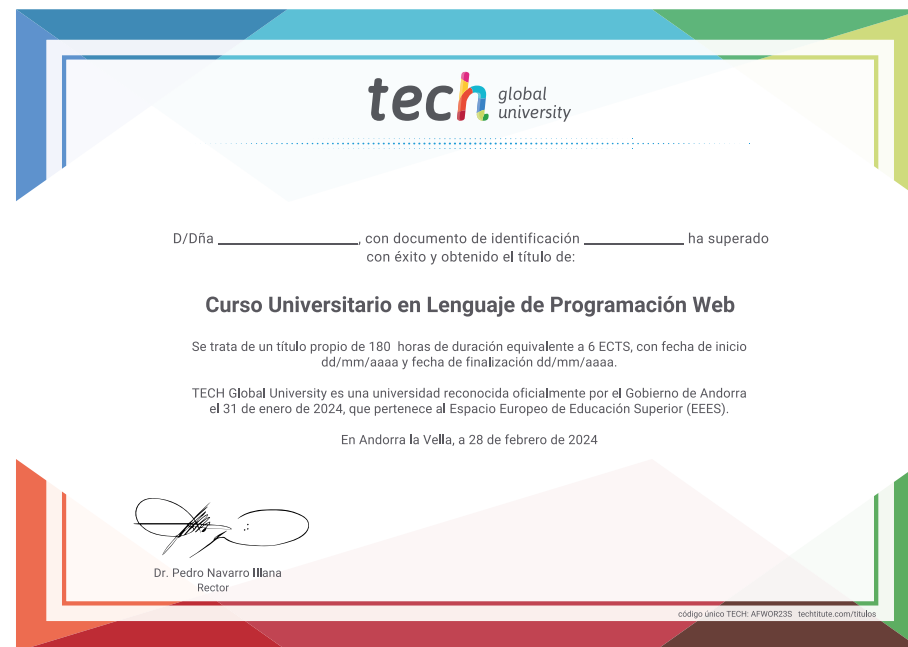 tech global university
D/Dña ____________________, con documento de identificación ______________ ha superado
con éxito y obtenido el título de:
Curso Universitario en Lenguaje de Programación Web
Se trata de un título propio de 180 horas de duración equivalente a 6 ECTS, con fecha de inicio
dd/mm/aaaa y fecha de finalización dd/mm/aaaa.
TECH Global University es una universidad reconocida oficialmente por el Gobierno de Andorra
el 31 de enero de 2024, que pertenece al Espacio Europeo de Educación Superior (EEES).
En Andorra la Vella, a 28 de febrero de 2024
Dr. Pedro Navarro Illana
Rector
código único TECH: AFWOR23S techtitute.com/titulos